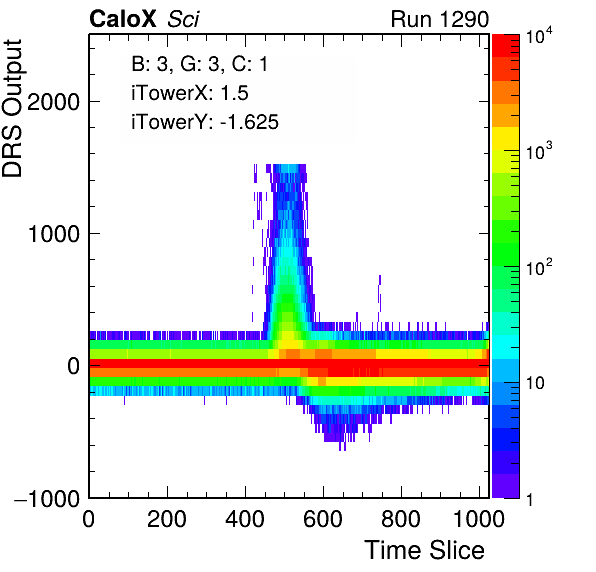 CaloX Sci Run 1290
B: 3, G: 3, C: 1
iTowerX: 1.5
iTowerY: -1.625
DRS Output
2000
1000
0
−1000
0 200 400 600 800 1000
Time Slice
10^4
10^3
10^2
10
1